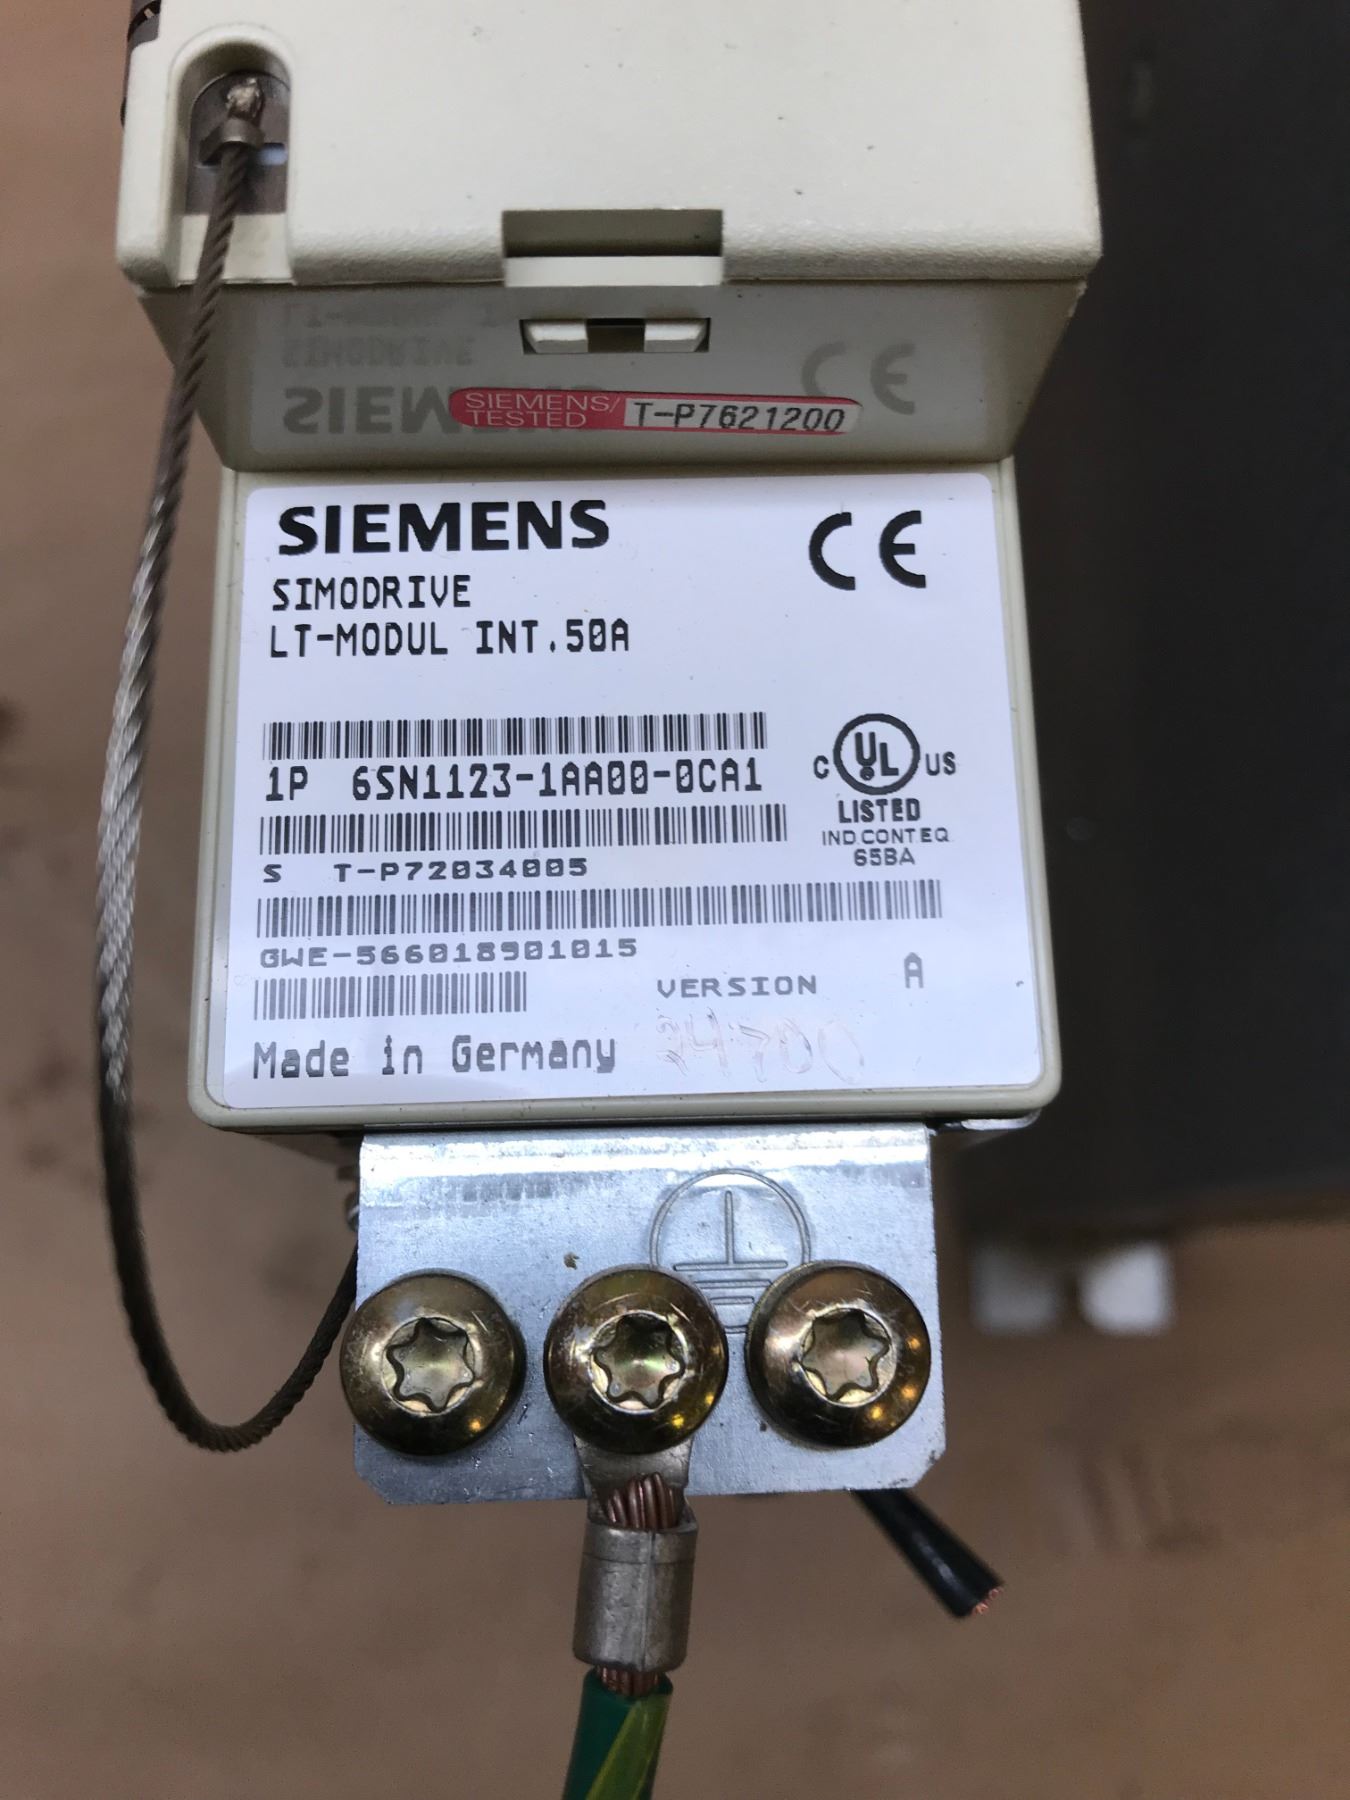 SIEMENS/
TESTED T-P7621200
SIEMENS
CE
SIMODRIVE
LT-MODUL INT.50A
1P 6SN1123-1AA00-0CA1
C UL US
LISTED
IND.CONT.EQ.
65BA
S T-P72034005
GWE-566018901015
VERSION A
Made in Germany